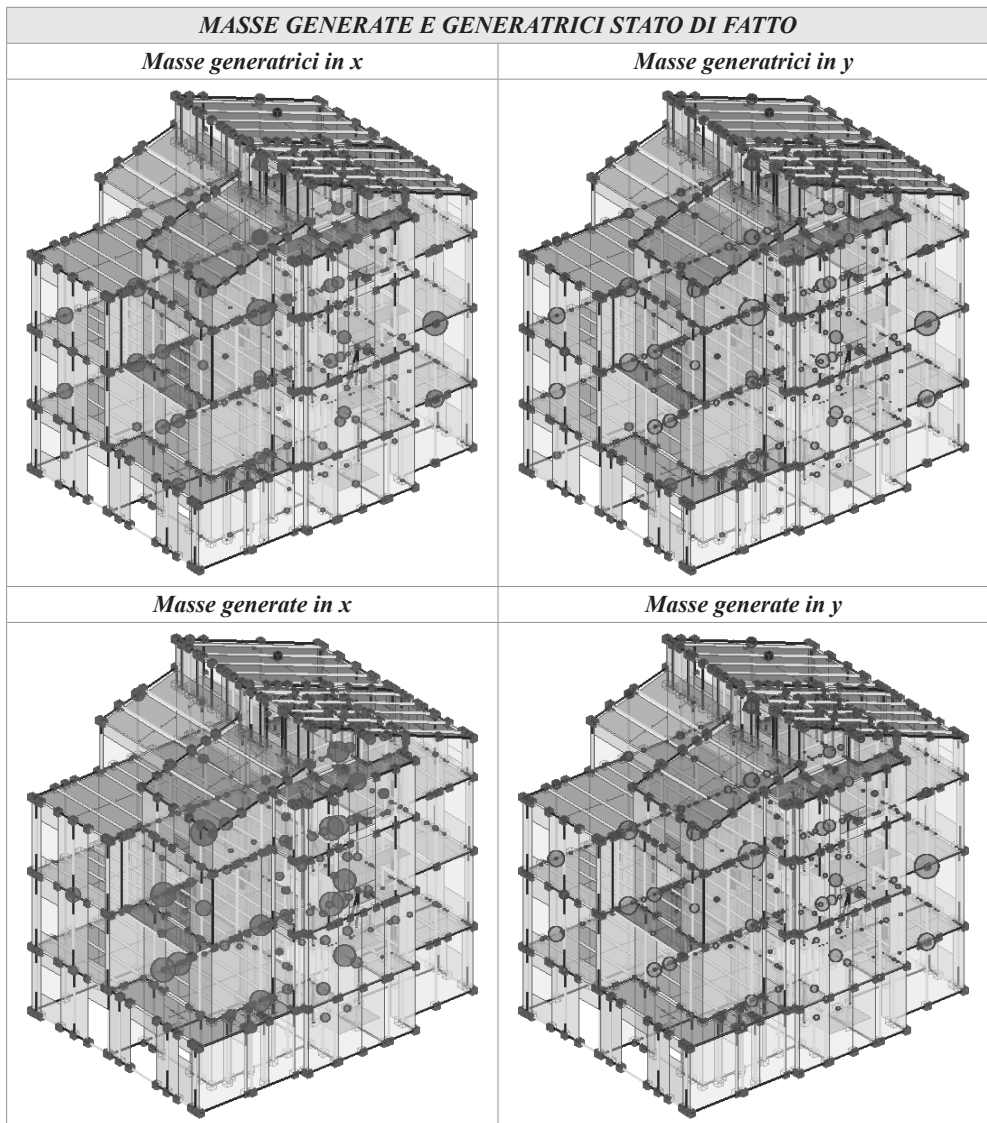 MASSE GENERATE E GENERATRICI STATO DI FATTO
Masse generatrici in x
Masse generatrici in y
Masse generate in x
Masse generate in y